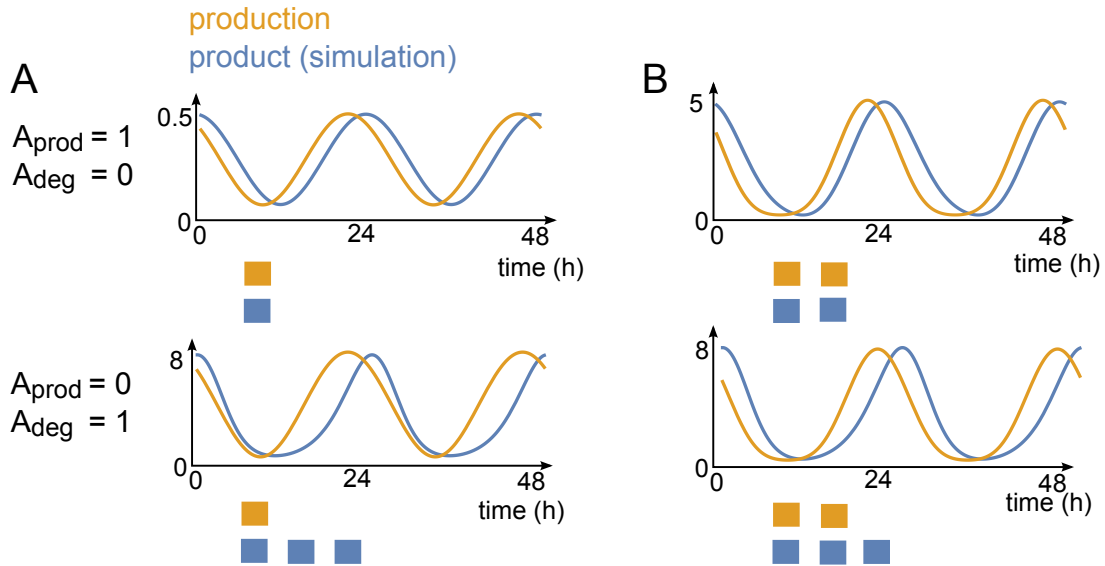 production
product (simulation)
A
B
Aprod = 1
Adeg = 0
0.5
0
0
24
48
time (h)
5
0
0
24
48
time (h)
Aprod = 0
Adeg = 1
8
0
0
24
48
time (h)
8
0
0
24
48
time (h)